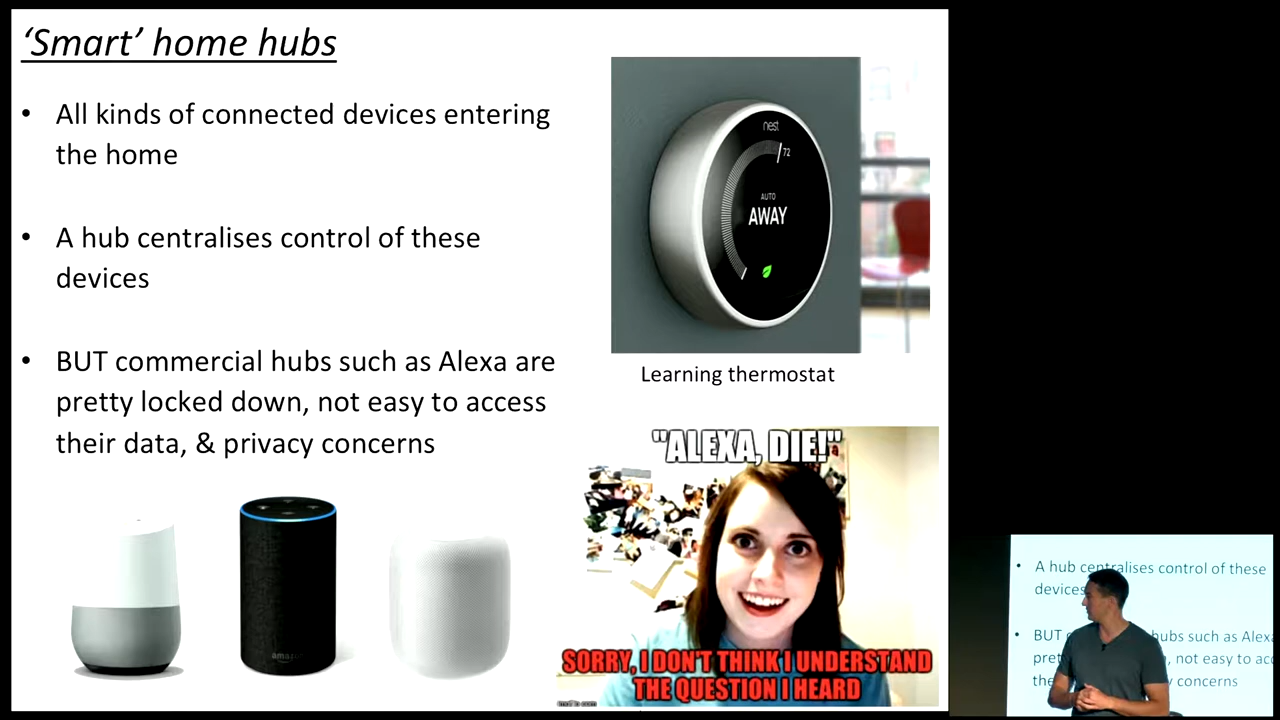 ‘Smart’ home hubs
• All kinds of connected devices entering
the home
• A hub centralises control of these
devices
• BUT commercial hubs such as Alexa are
pretty locked down, not easy to access
their data, & privacy concerns
nest
72
AUTO
AWAY
Learning thermostat
"ALEXA, DIE!"
SORRY, I DON'T THINK I UNDERSTAND
THE QUESTION I HEARD
• A hub centralises control of these
devices
• BUT hubs such as Alexa
not easy to
concerns